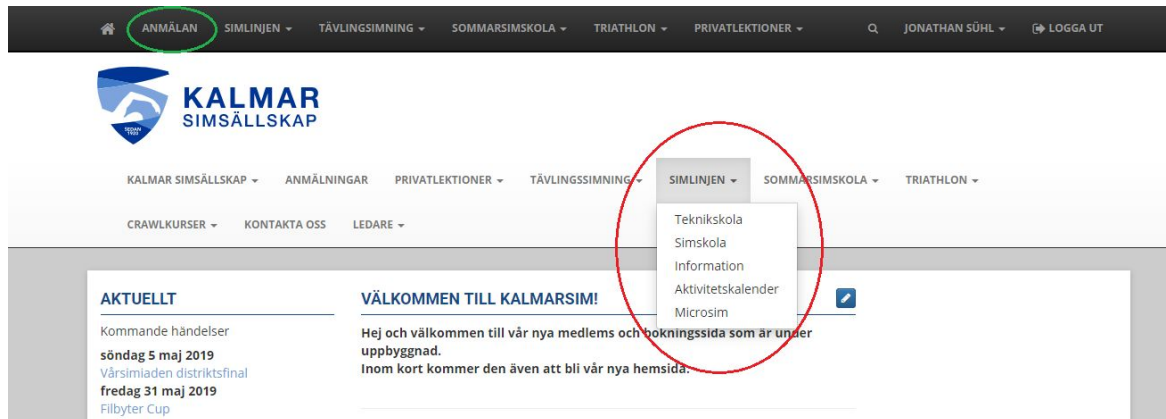 ANMÄLAN SIMLINJEN TÄVLINGSIMNING SOMMARSIMSKOLA TRIATHLON PRIVATLEKTIONER JONATHAN SÜHL LOGGA UT
SEDAN
1920
KALMAR
SIMSÄLLSKAP
KALMAR SIMSÄLLSKAP ANMÄLNINGAR PRIVATLEKTIONER TÄVLINGSSIMNING SIMLINJEN SOMMARSIMSKOLA TRIATHLON
CRAWLKURSER KONTAKTA OSS LEDARE
Teknikskola
Simskola
Information
Aktivitetskalender
Microsim
AKTUELLT
Kommande händelser
söndag 5 maj 2019
Vårsimiaden distriktsfinal
fredag 31 maj 2019
Filbyter Cup
VÄLKOMMEN TILL KALMARSIM!
Hej och välkommen till vår nya medlems och bokningssida som är under
uppbyggnad.
Inom kort kommer den även att bli vår nya hemsida.